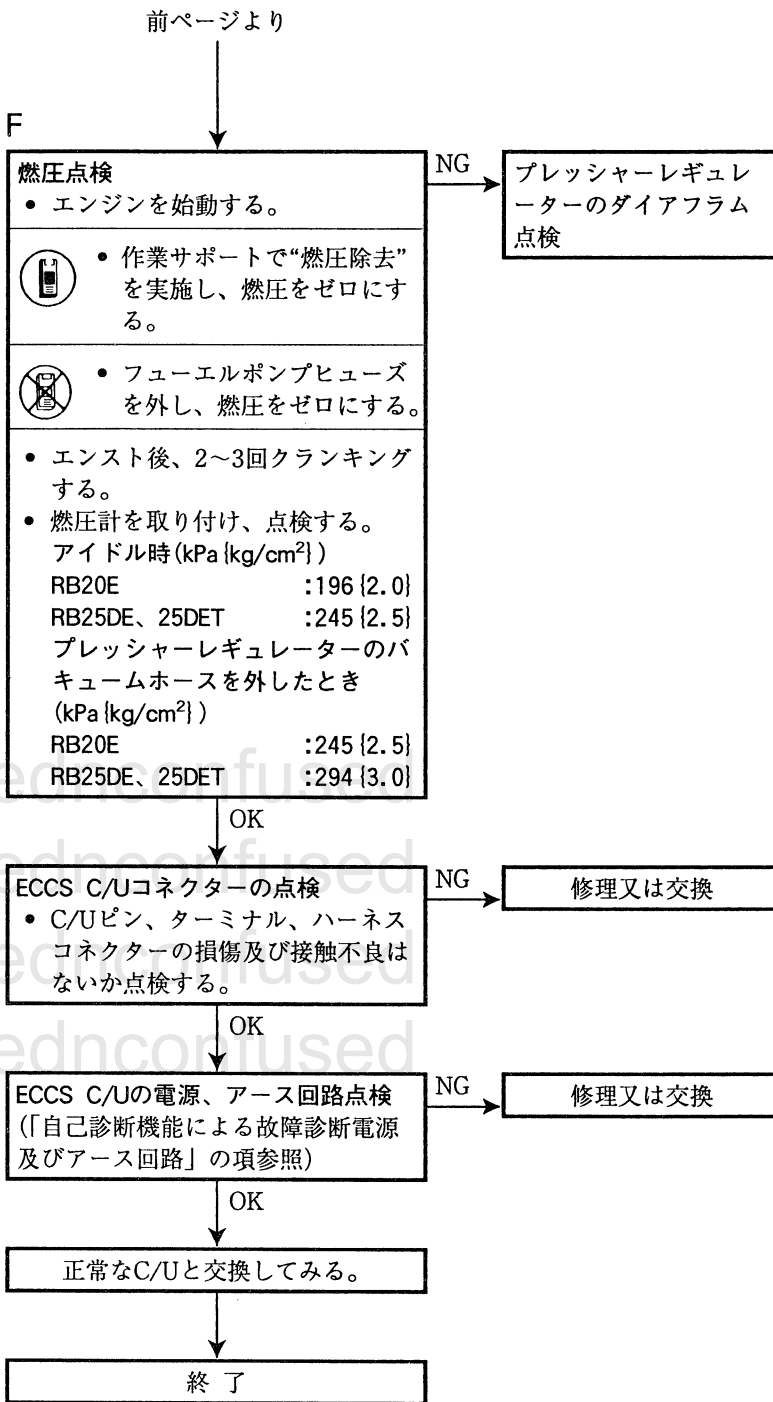 前ページより
F
燃圧点検
• エンジンを始動する。
NG
プレッシャーレギュレ
ーターのダイアフラム
点検
• 作業サポートで“燃圧除去”
を実施し、燃圧をゼロにす
る。
• フューエルポンプヒューズ
を外し、燃圧をゼロにする。
• エンスト後、2〜3回クランキング
する。
• 燃圧計を取り付け、点検する。
アイドル時(kPa{kg/cm²})
RB20E :196{2.0}
RB25DE、25DET :245{2.5}
プレッシャーレギュレーターのバ
キュームホースを外したとき
(kPa{kg/cm²})
RB20E :245{2.5}
RB25DE、25DET :294{3.0}
OK
ECCS C/Uコネクターの点検
• C/Uピン、ターミナル、ハーネス
コネクターの損傷及び接触不良は
ないか点検する。
NG
修理又は交換
OK
ECCS C/Uの電源、アース回路点検
(「自己診断機能による故障診断電源
及びアース回路」の項参照)
NG
修理又は交換
OK
正常なC/Uと交換してみる。
終 了
ednconfused
ednconfused
ednconfused
ednconfused